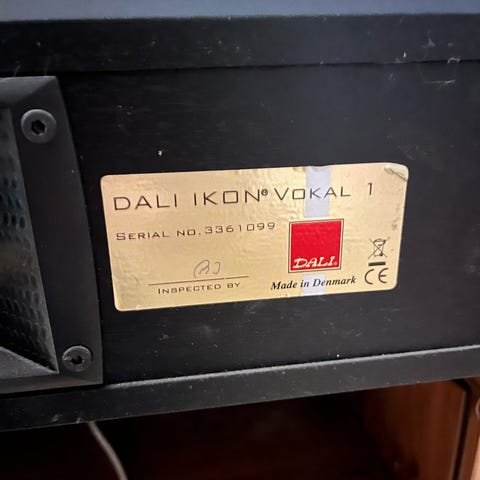 DALI IKON® VOKAL 1
SERIAL NO. 3361099
DALI
INSPECTED BY
Made in Denmark CE